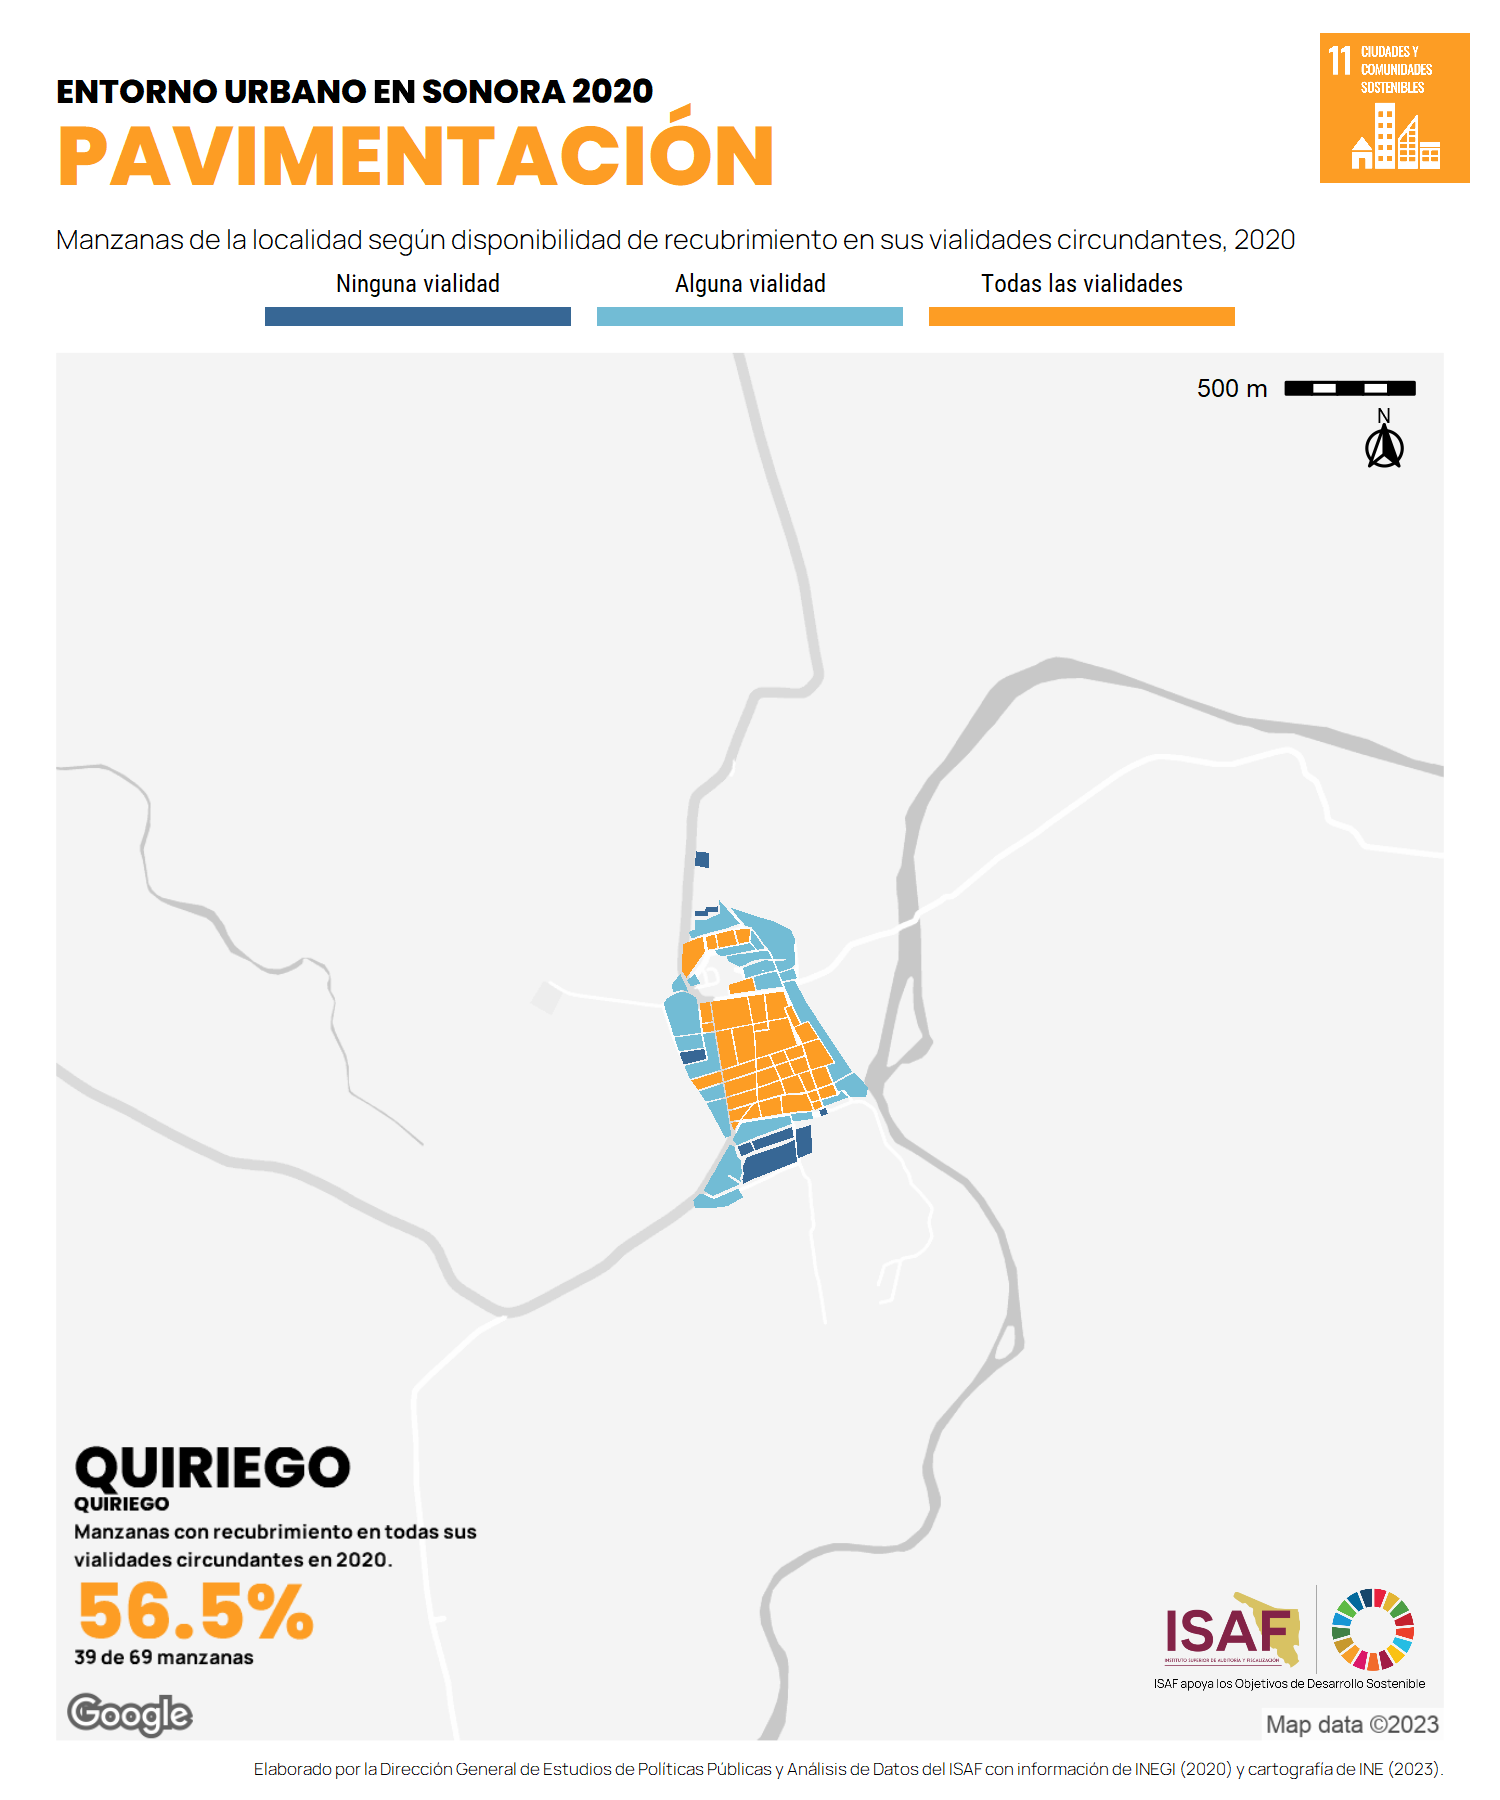 ENTORNO URBANO EN SONORA 2020
PAVIMENTACIÓN
11 CIUDADES Y
COMUNIDADES
SOSTENIBLES
Manzanas de la localidad según disponibilidad de recubrimiento en sus vialidades circundantes, 2020
Ninguna vialidad Alguna vialidad Todas las vialidades
500 m
N
QUIRIEGO
QUIRIEGO
Manzanas con recubrimiento en todas sus
vialidades circundantes en 2020.
56.5%
39 de 69 manzanas
Google
ISAF
INSTITUTO SUPERIOR DE AUDITORÍA Y FISCALIZACIÓN
ISAF apoya los Objetivos de Desarrollo Sostenible
Map data ©2023
Elaborado por la Dirección General de Estudios de Políticas Públicas y Análisis de Datos del ISAF con información de INEGI (2020) y cartografía de INE (2023).